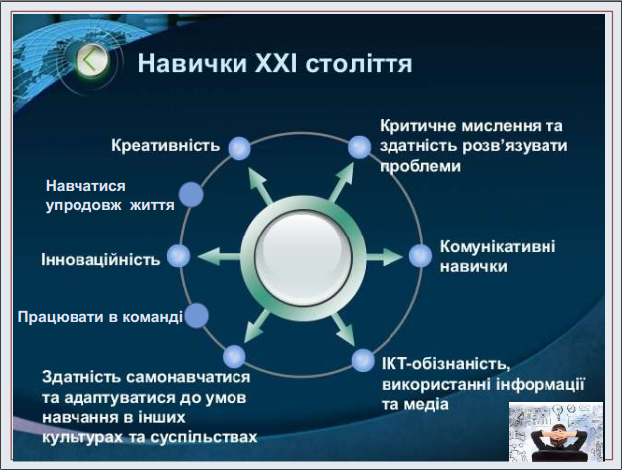 Навички XXI століття
Креативність
Критичне мислення та
здатність розв'язувати
проблеми
Навчатися
упродовж життя
Інноваційність
Комунікативні
навички
Працювати в команді
Здатність самонавчатися
та адаптуватися до умов
навчання в інших
культурах та суспільствах
ІКТ-обізнаність,
використанні інформації
та медіа